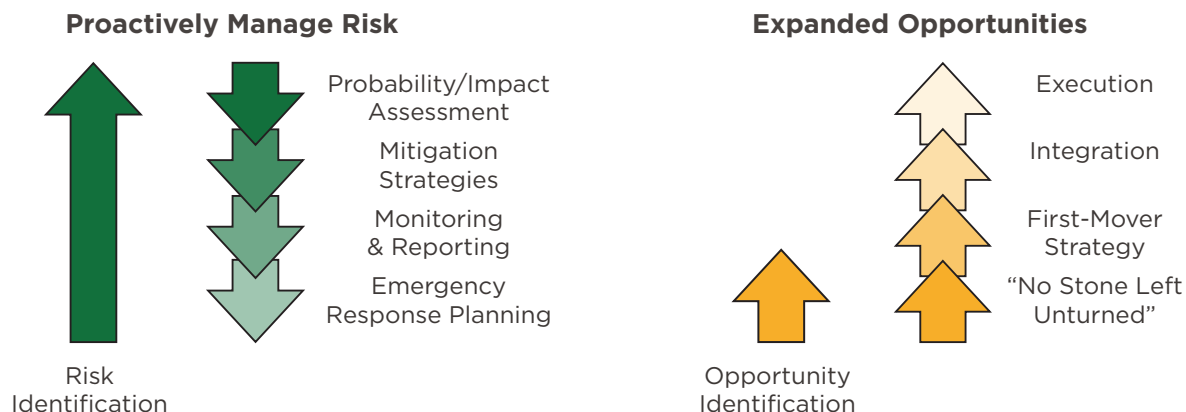 Proactively Manage Risk
Probability/Impact
Assessment
Mitigation
Strategies
Monitoring
& Reporting
Emergency
Response Planning
Risk
Identification
Expanded Opportunities
Execution
Integration
First-Mover
Strategy
“No Stone Left
Unturned”
Opportunity
Identification